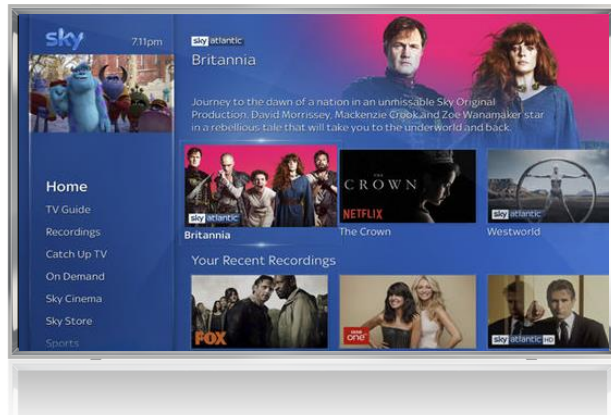 sky 7.11pm
sky atlantic
Britannia
Journey to the dawn of a nation in an unmissable Sky Original
Production. David Morrissey, Mackenzie Crook and Zoe Wanamaker star
in a rebellious tale that will take you to the underworld and back.
Home
TV Guide
Recordings
Catch Up TV
On Demand
Sky Cinema
Sky Store
Sports
sky atlantic
Britannia
THE
CROWN
NETFLIX
The Crown
sky atlantic
Westworld
Your Recent Recordings
FOX
BBC
one
sky atlantic HD